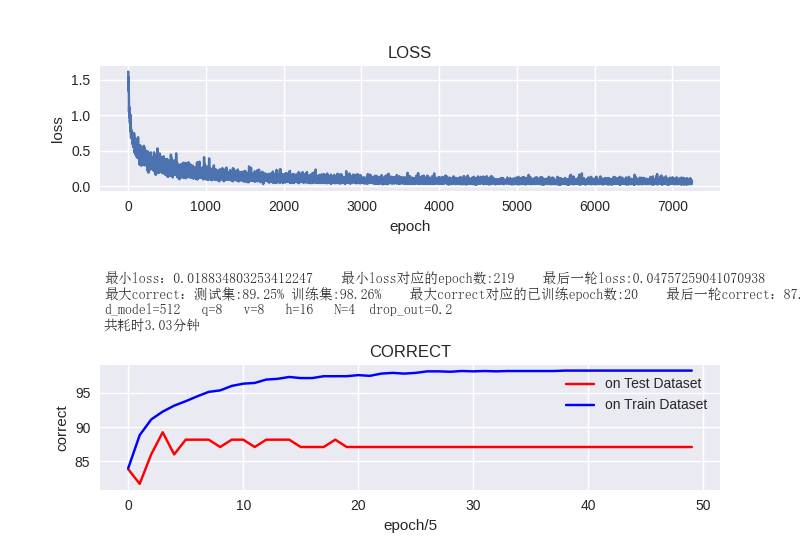 LOSS
1.5
1.0
0.5
0.0
loss
0 1000 2000 3000 4000 5000 6000 7000
epoch
最小loss：0.018834803253412247 最小loss对应的epoch数:219 最后一轮loss:0.04757259041070938
最大correct：测试集:89.25% 训练集:98.26% 最大correct对应的已训练epoch数:20 最后一轮correct：87.
d_model=512 q=8 v=8 h=16 N=4 drop_out=0.2
共耗时3.03分钟
CORRECT
95
90
85
correct
on Test Dataset
on Train Dataset
0 10 20 30 40 50
epoch/5